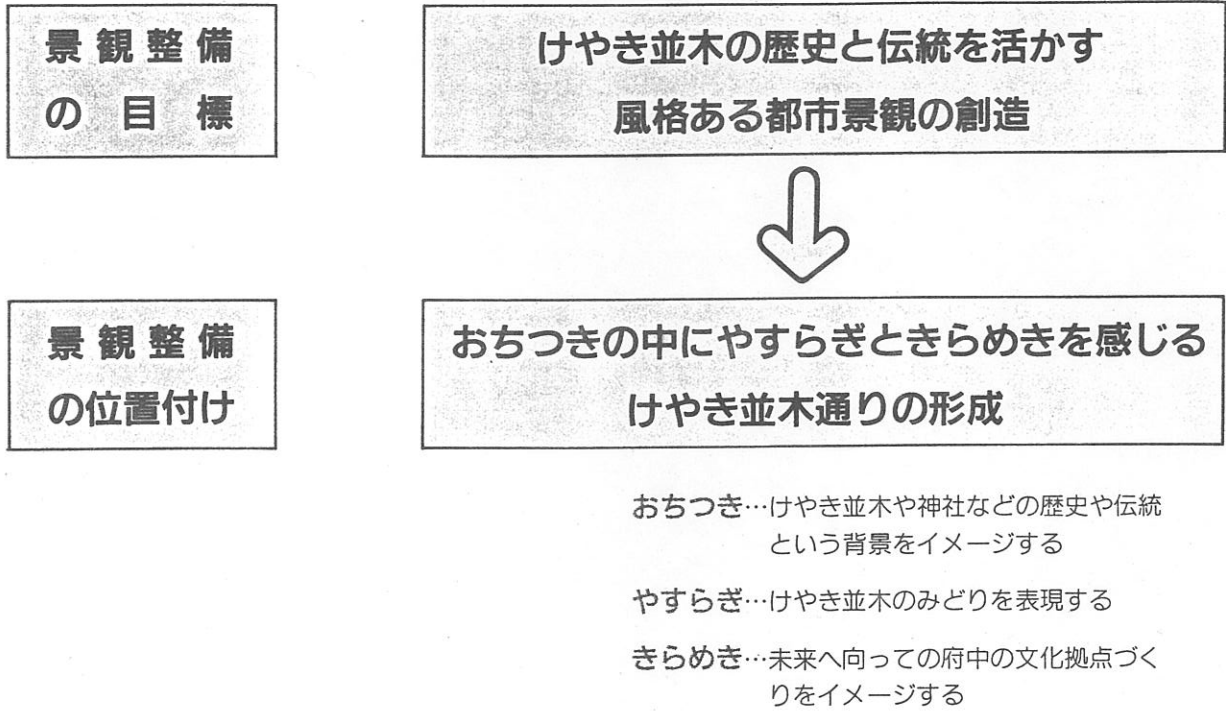 景観整備
の目標
けやき並木の歴史と伝統を活かす
風格ある都市景観の創造
景観整備
の位置付け
おちつきの中にやすらぎときらめきを感じる
けやき並木通りの形成
おちつき…けやき並木や神社などの歴史や伝統
という背景をイメージする
やすらぎ…けやき並木のみどりを表現する
きらめき…未来へ向っての府中の文化拠点づく
りをイメージする